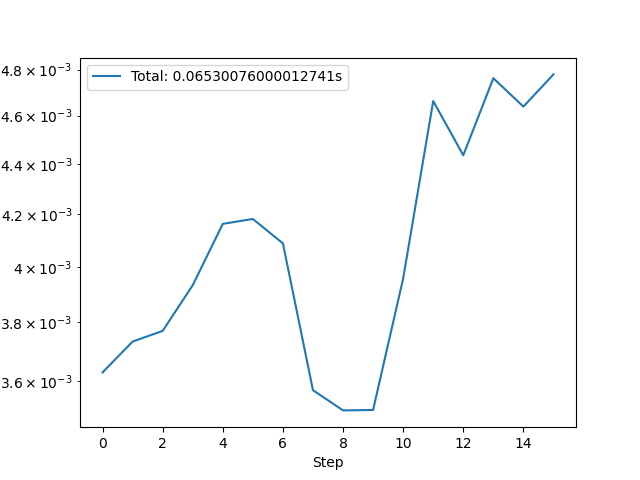 Total: 0.06530076000012741s
4.8 × 10⁻³
4.6 × 10⁻³
4.4 × 10⁻³
4.2 × 10⁻³
4 × 10⁻³
3.8 × 10⁻³
3.6 × 10⁻³
0 2 4 6 8 10 12 14
Step